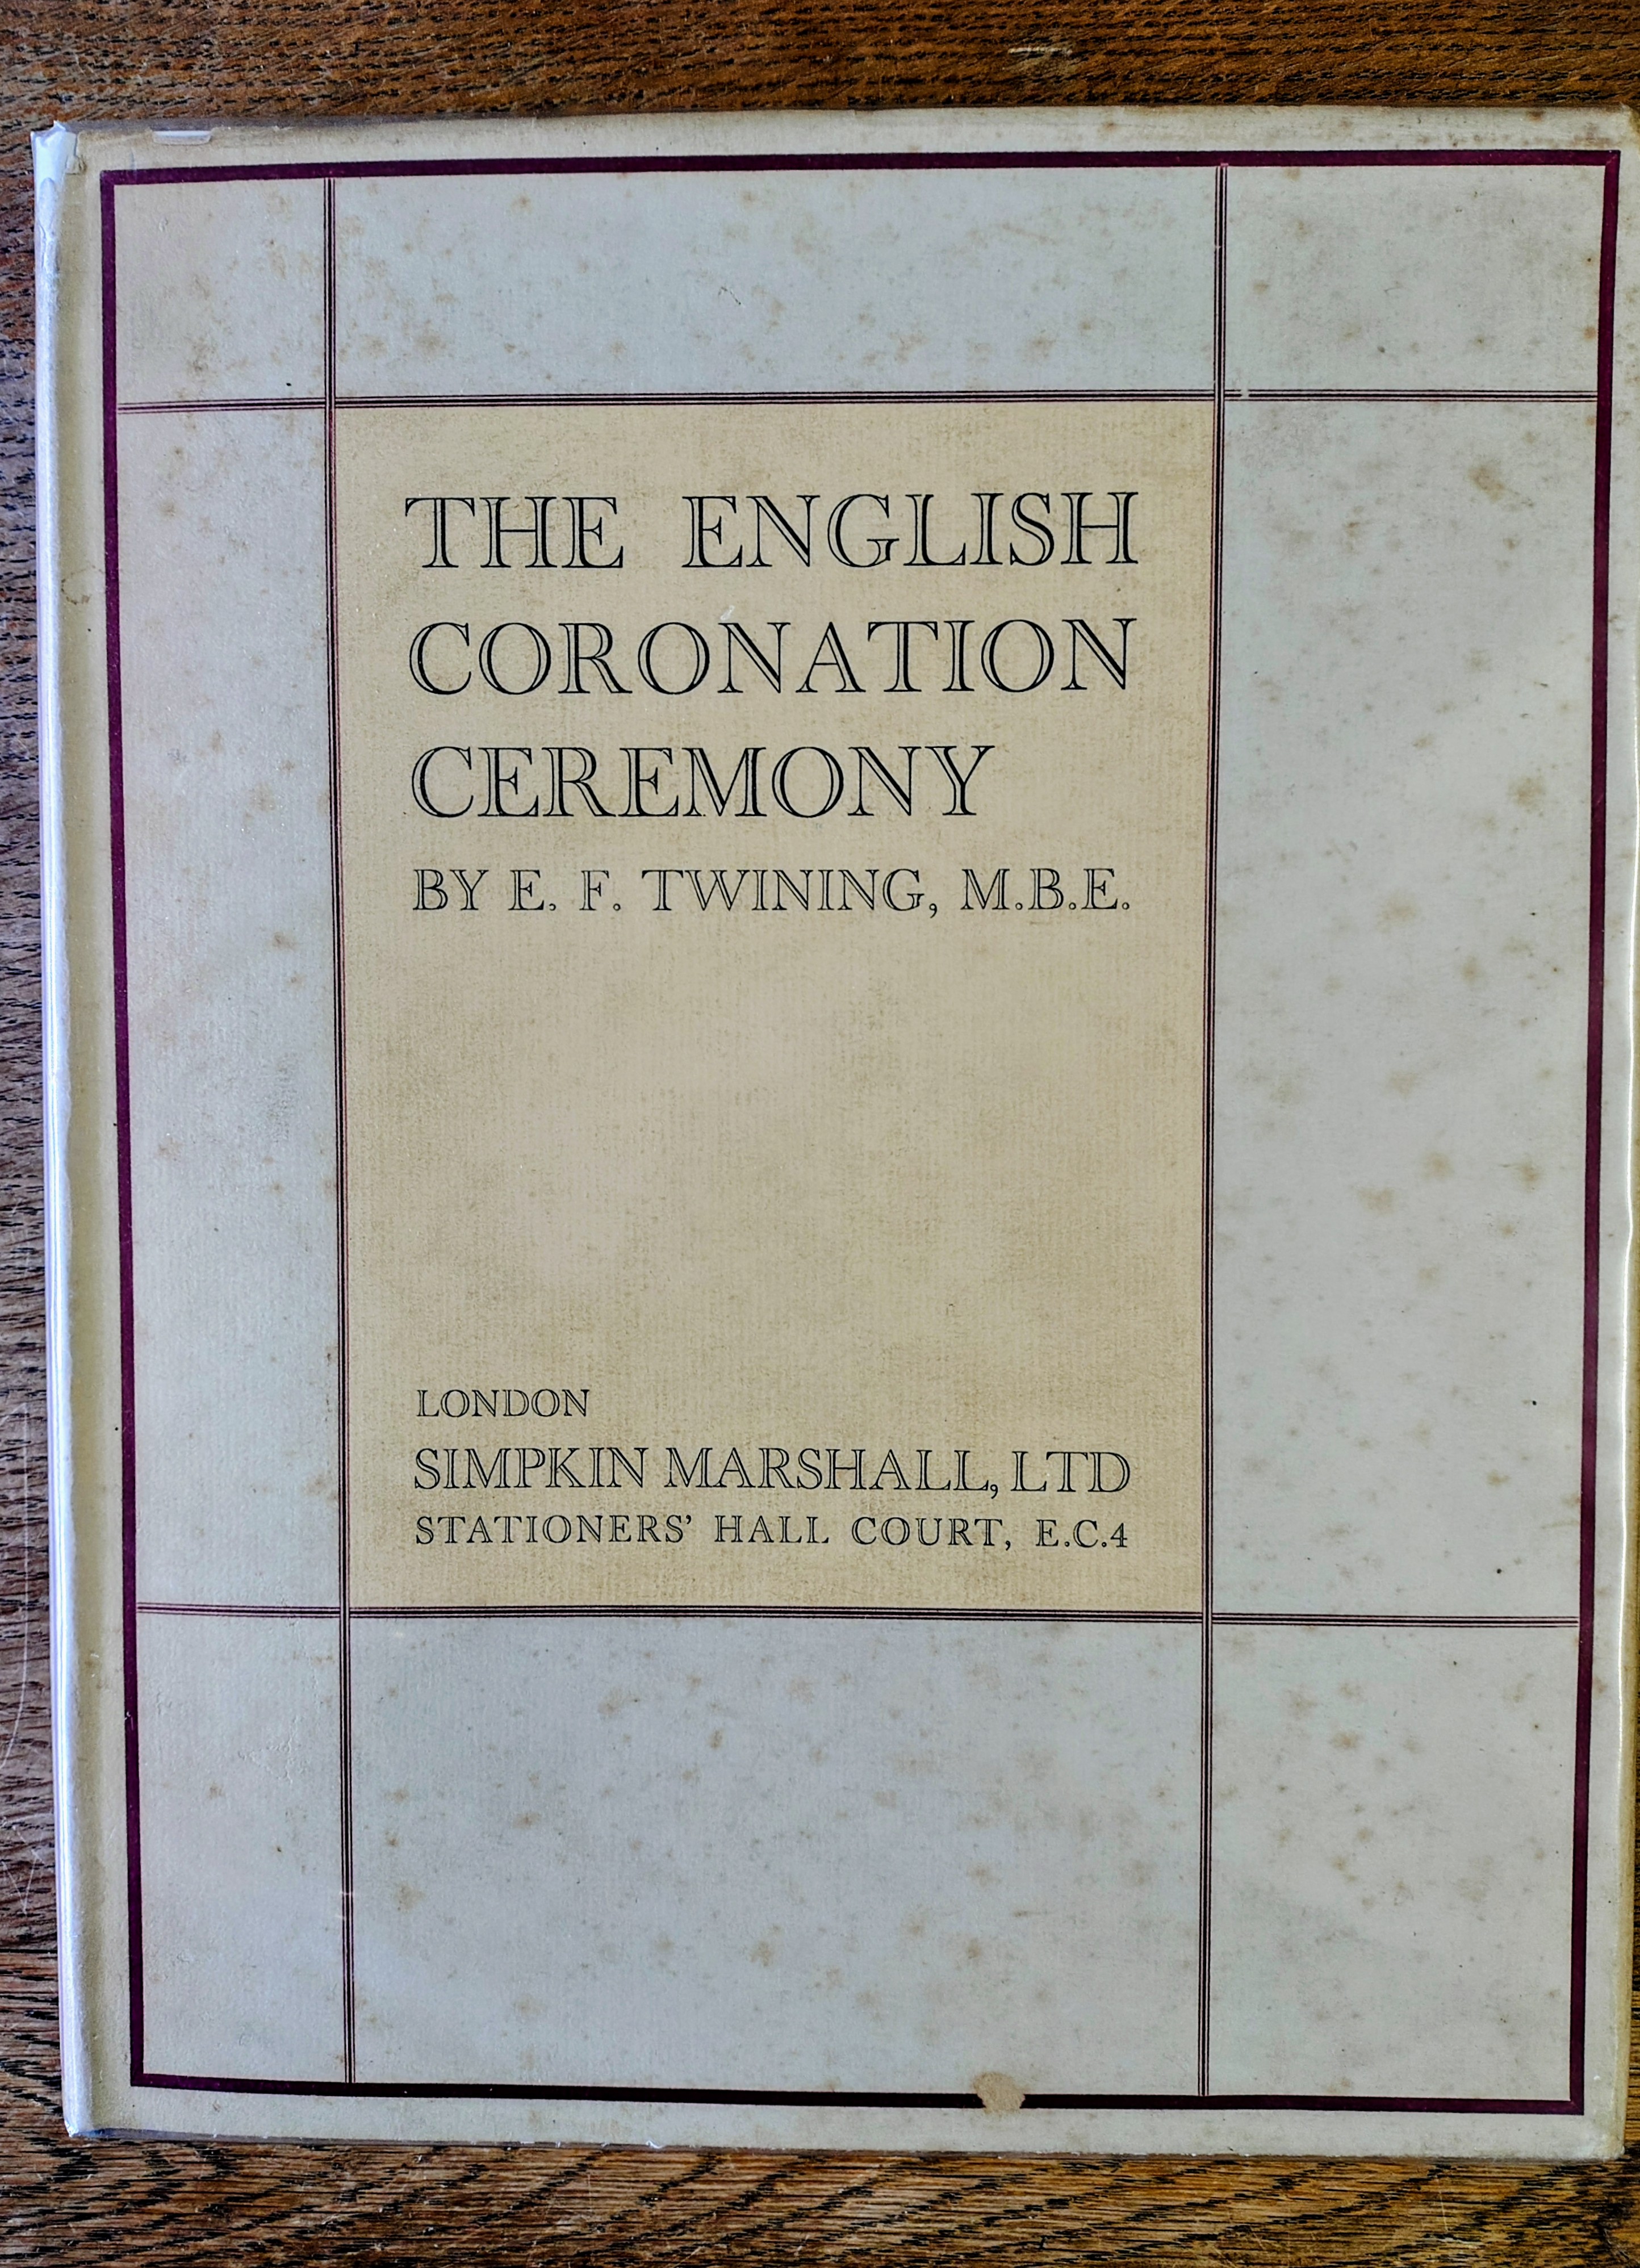 THE ENGLISH
CORONATION
CEREMONY
BY E. F. TWINING, M.B.E.
LONDON
SIMPKIN MARSHALL, LTD
STATIONERS' HALL COURT, E.C.4